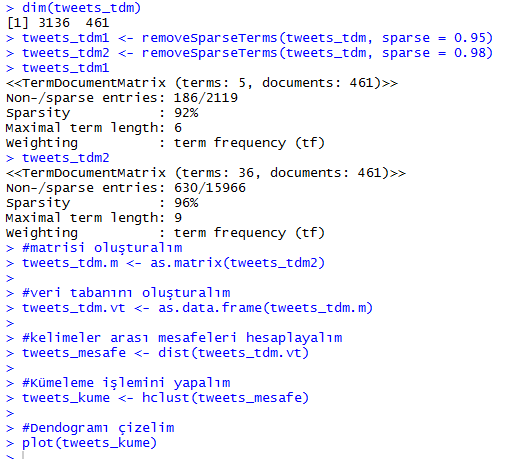 > dim(tweets_tdm)
[1] 3136  461
> tweets_tdm1 <- removeSparseTerms(tweets_tdm, sparse = 0.95)
> tweets_tdm2 <- removeSparseTerms(tweets_tdm, sparse = 0.98)
> tweets_tdm1
<<TermDocumentMatrix (terms: 5, documents: 461)>>
Non-/sparse entries: 186/2119
Sparsity           : 92%
Maximal term length: 6
Weighting          : term frequency (tf)
> tweets_tdm2
<<TermDocumentMatrix (terms: 36, documents: 461)>>
Non-/sparse entries: 630/15966
Sparsity           : 96%
Maximal term length: 9
Weighting          : term frequency (tf)
> #matrisi oluşturalım
> tweets_tdm.m <- as.matrix(tweets_tdm2)
>
> #veri tabanını oluşturalım
> tweets_tdm.vt <- as.data.frame(tweets_tdm.m)
>
> #kelimeler arası mesafeleri hesaplayalım
> tweets_mesafe <- dist(tweets_tdm.vt)
>
> #Kümeleme işlemini yapalım
> tweets_kume <- hclust(tweets_mesafe)
>
> #Dendogramı çizelim
> plot(tweets_kume)
>